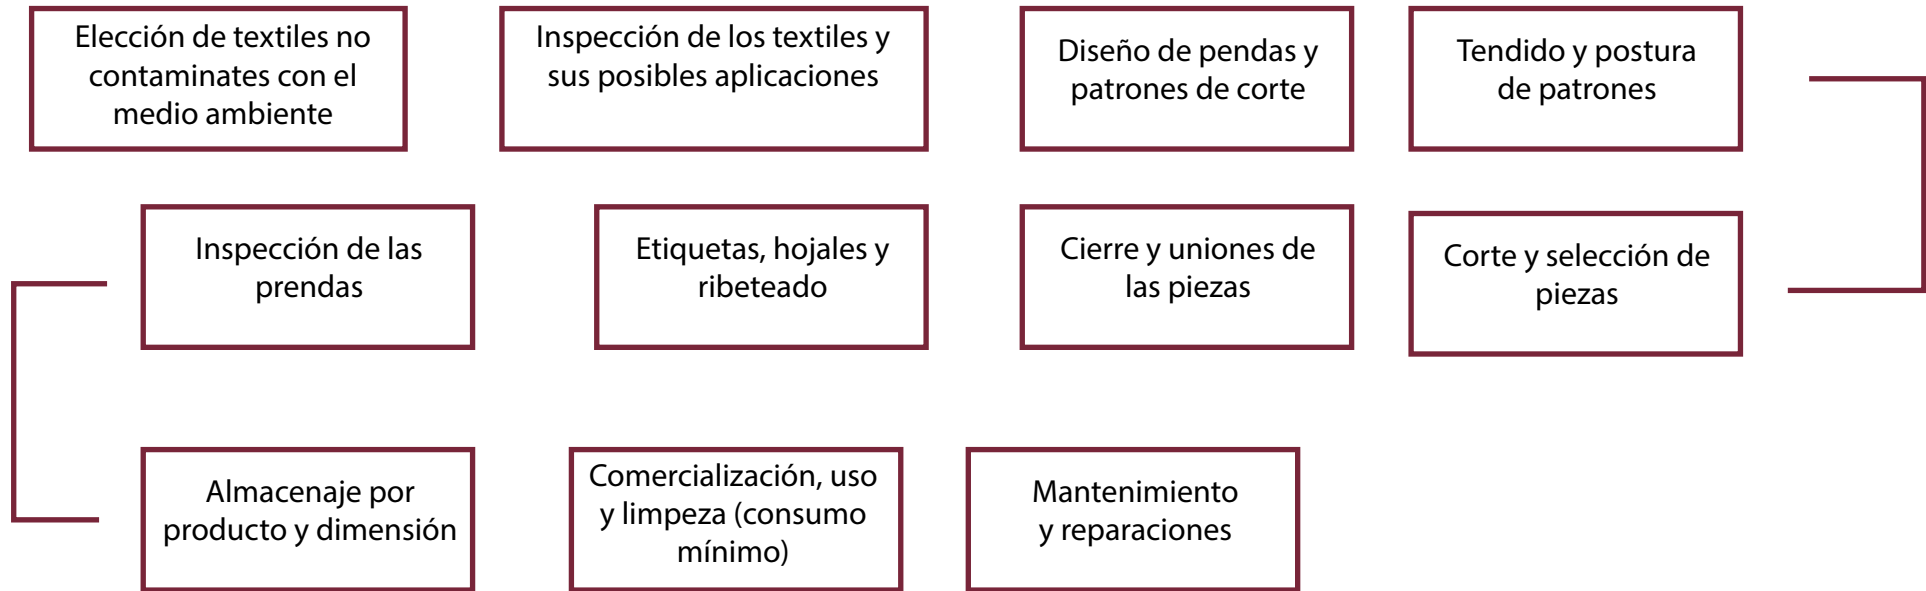 Elección de textiles no
contaminates con el
medio ambiente
Inspección de los textiles y
sus posibles aplicaciones
Diseño de pendas y
patrones de corte
Tendido y postura
de patrones
Inspección de las
prendas
Etiquetas, hojales y
ribeteado
Cierre y uniones de
las piezas
Corte y selección de
piezas
Almacenaje por
producto y dimensión
Comercialización, uso
y limpeza (consumo
mínimo)
Mantenimiento
y reparaciones